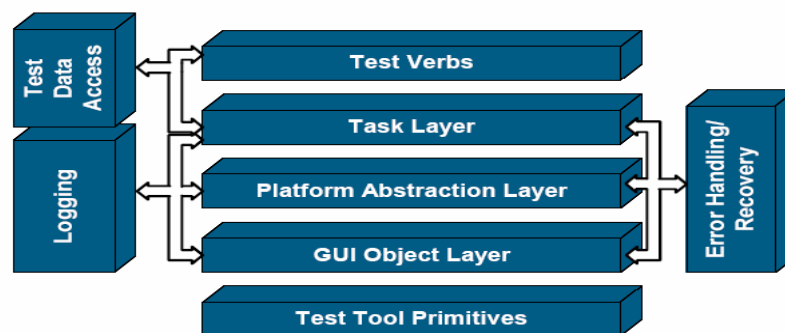 Test
Data
Access
Logging
Test Verbs
Task Layer
Platform Abstraction Layer
GUI Object Layer
Test Tool Primitives
Error Handling/
Recovery